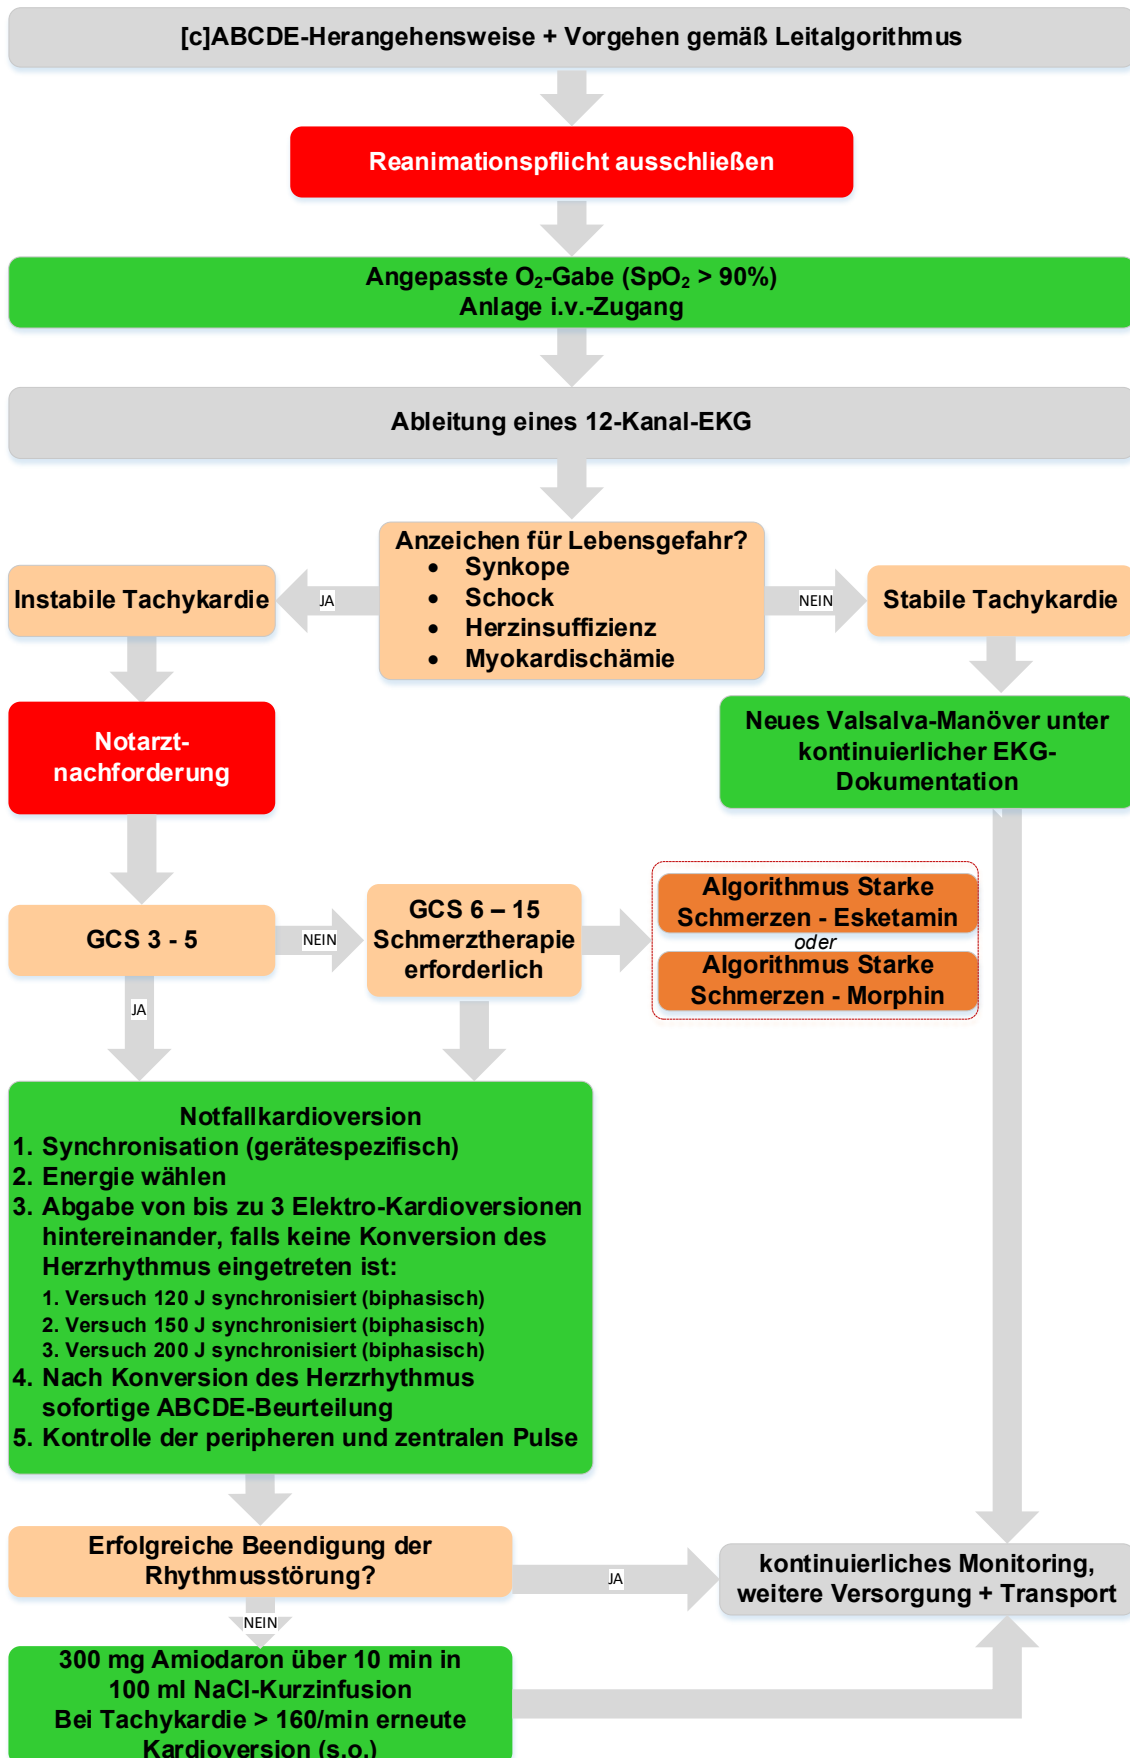 [c]ABCDE-Herangehensweise + Vorgehen gemäß Leitalgorithmus
Reanimationspflicht ausschließen
Angepasste O₂-Gabe (SpO₂ > 90%)
Anlage i.v.-Zugang
Ableitung eines 12-Kanal-EKG
Anzeichen für Lebensgefahr?
• Synkope
• Schock
• Herzinsuffizienz
• Myokardischämie
JA
NEIN
Instabile Tachykardie
Stabile Tachykardie
Notarzt-
nachforderung
Neues Valsalva-Manöver unter
kontinuierlicher EKG-
Dokumentation
GCS 3 - 5
NEIN
GCS 6 – 15
Schmerztherapie
erforderlich
Algorithmus Starke
Schmerzen - Esketamin
oder
Algorithmus Starke
Schmerzen - Morphin
JA
Notfallkardioversion
1. Synchronisation (gerätespezifisch)
2. Energie wählen
3. Abgabe von bis zu 3 Elektro-Kardioversionen
hintereinander, falls keine Konversion des
Herzrhythmus eingetreten ist:
1. Versuch 120 J synchronisiert (biphasisch)
2. Versuch 150 J synchronisiert (biphasisch)
3. Versuch 200 J synchronisiert (biphasisch)
4. Nach Konversion des Herzrhythmus
sofortige ABCDE-Beurteilung
5. Kontrolle der peripheren und zentralen Pulse
Erfolgreiche Beendigung der
Rhythmusstörung?
JA
kontinuierliches Monitoring,
weitere Versorgung + Transport
NEIN
300 mg Amiodaron über 10 min in
100 ml NaCl-Kurzinfusion
Bei Tachykardie > 160/min erneute
Kardioversion (s.o.)